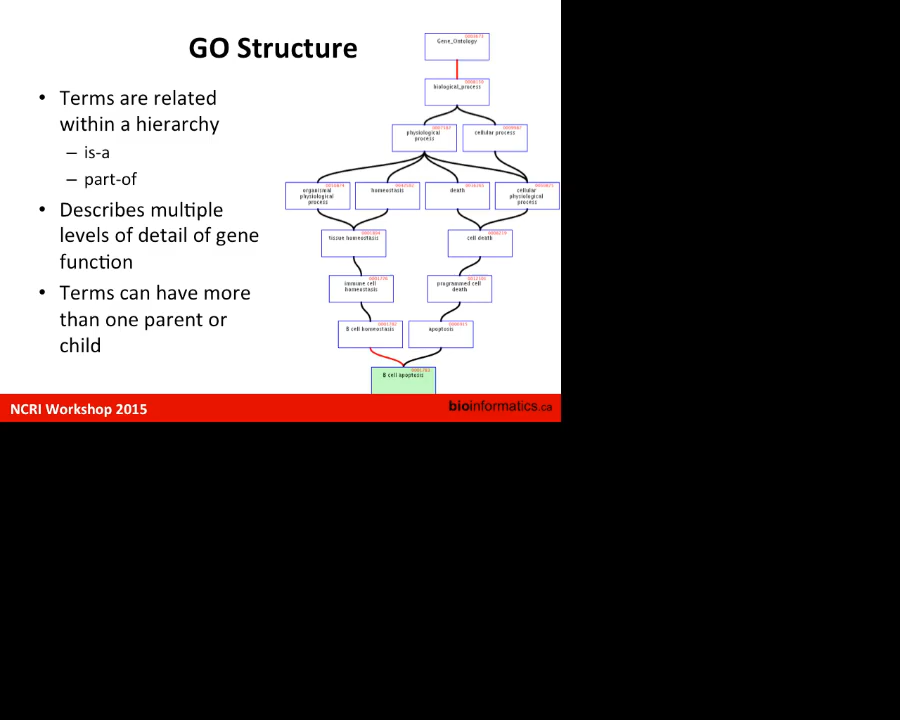 GO Structure
• Terms are related
within a hierarchy
– is-a
– part-of
• Describes multiple
levels of detail of gene
function
• Terms can have more
than one parent or
child
Gene_Ontology
biological_process
physiological
process
cellular process
organismal
physiological
process
homeostasis
death
cellular
physiological
process
tissue homeostasis
cell death
immune cell
homeostasis
programmed cell
death
B cell homeostasis
apoptosis
B cell apoptosis
NCRI Workshop 2015
bioinformatics.ca